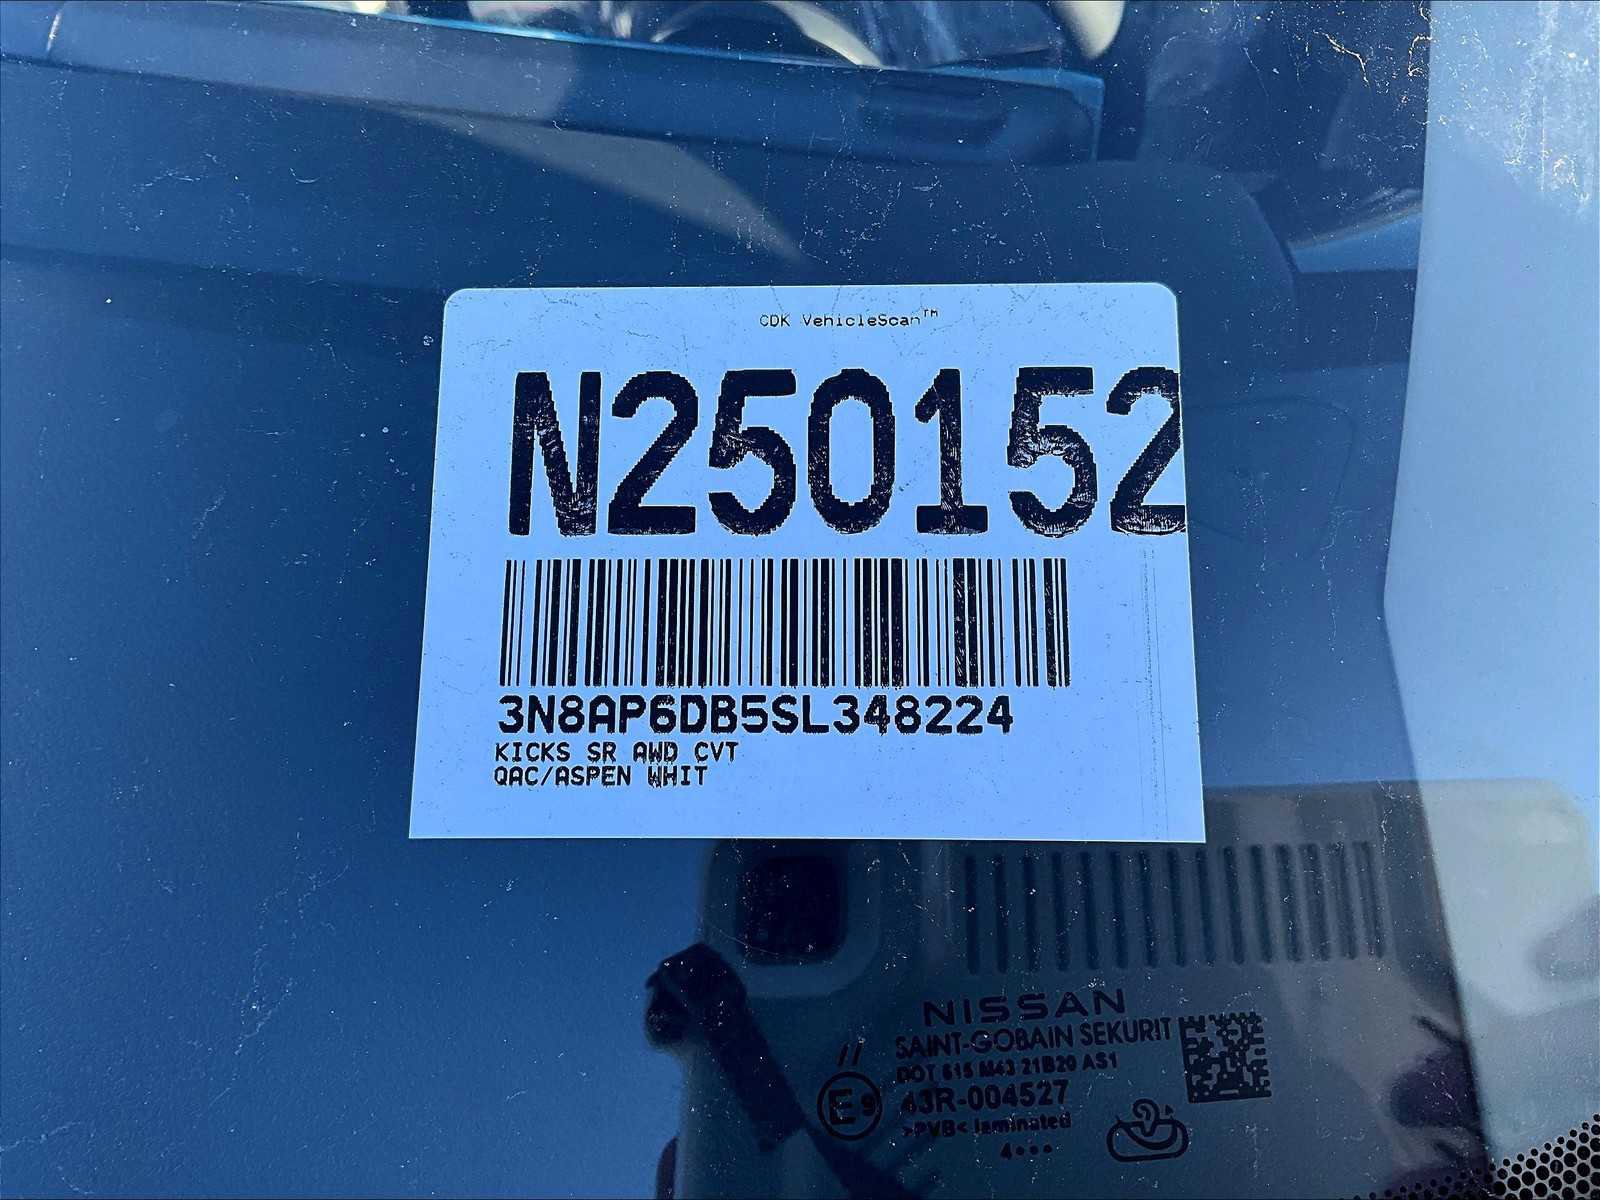 CDK VehicleScan™
N250152
3N8AP6DB5SL348224
KICKS SR AWD CVT
QAC/ASPEN WHIT
NISSAN
SAINT-GOBAIN SEKURIT
//
DOT 615 M43 21B20 AS1
E9
43R-004527
>PVB< laminated
4•••